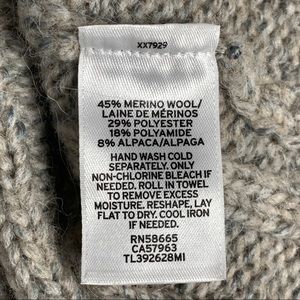 XX7929
45% MERINO WOOL/
LAINE DE MÉRINOS
29% POLYESTER
18% POLYAMIDE
8% ALPACA/ALPAGA
HAND WASH COLD
SEPARATELY. ONLY
NON-CHLORINE BLEACH IF
NEEDED. ROLL IN TOWEL
TO REMOVE EXCESS
MOISTURE. RESHAPE, LAY
FLAT TO DRY. COOL IRON
IF NEEDED.
RN58665
CA57963
TL392628MI